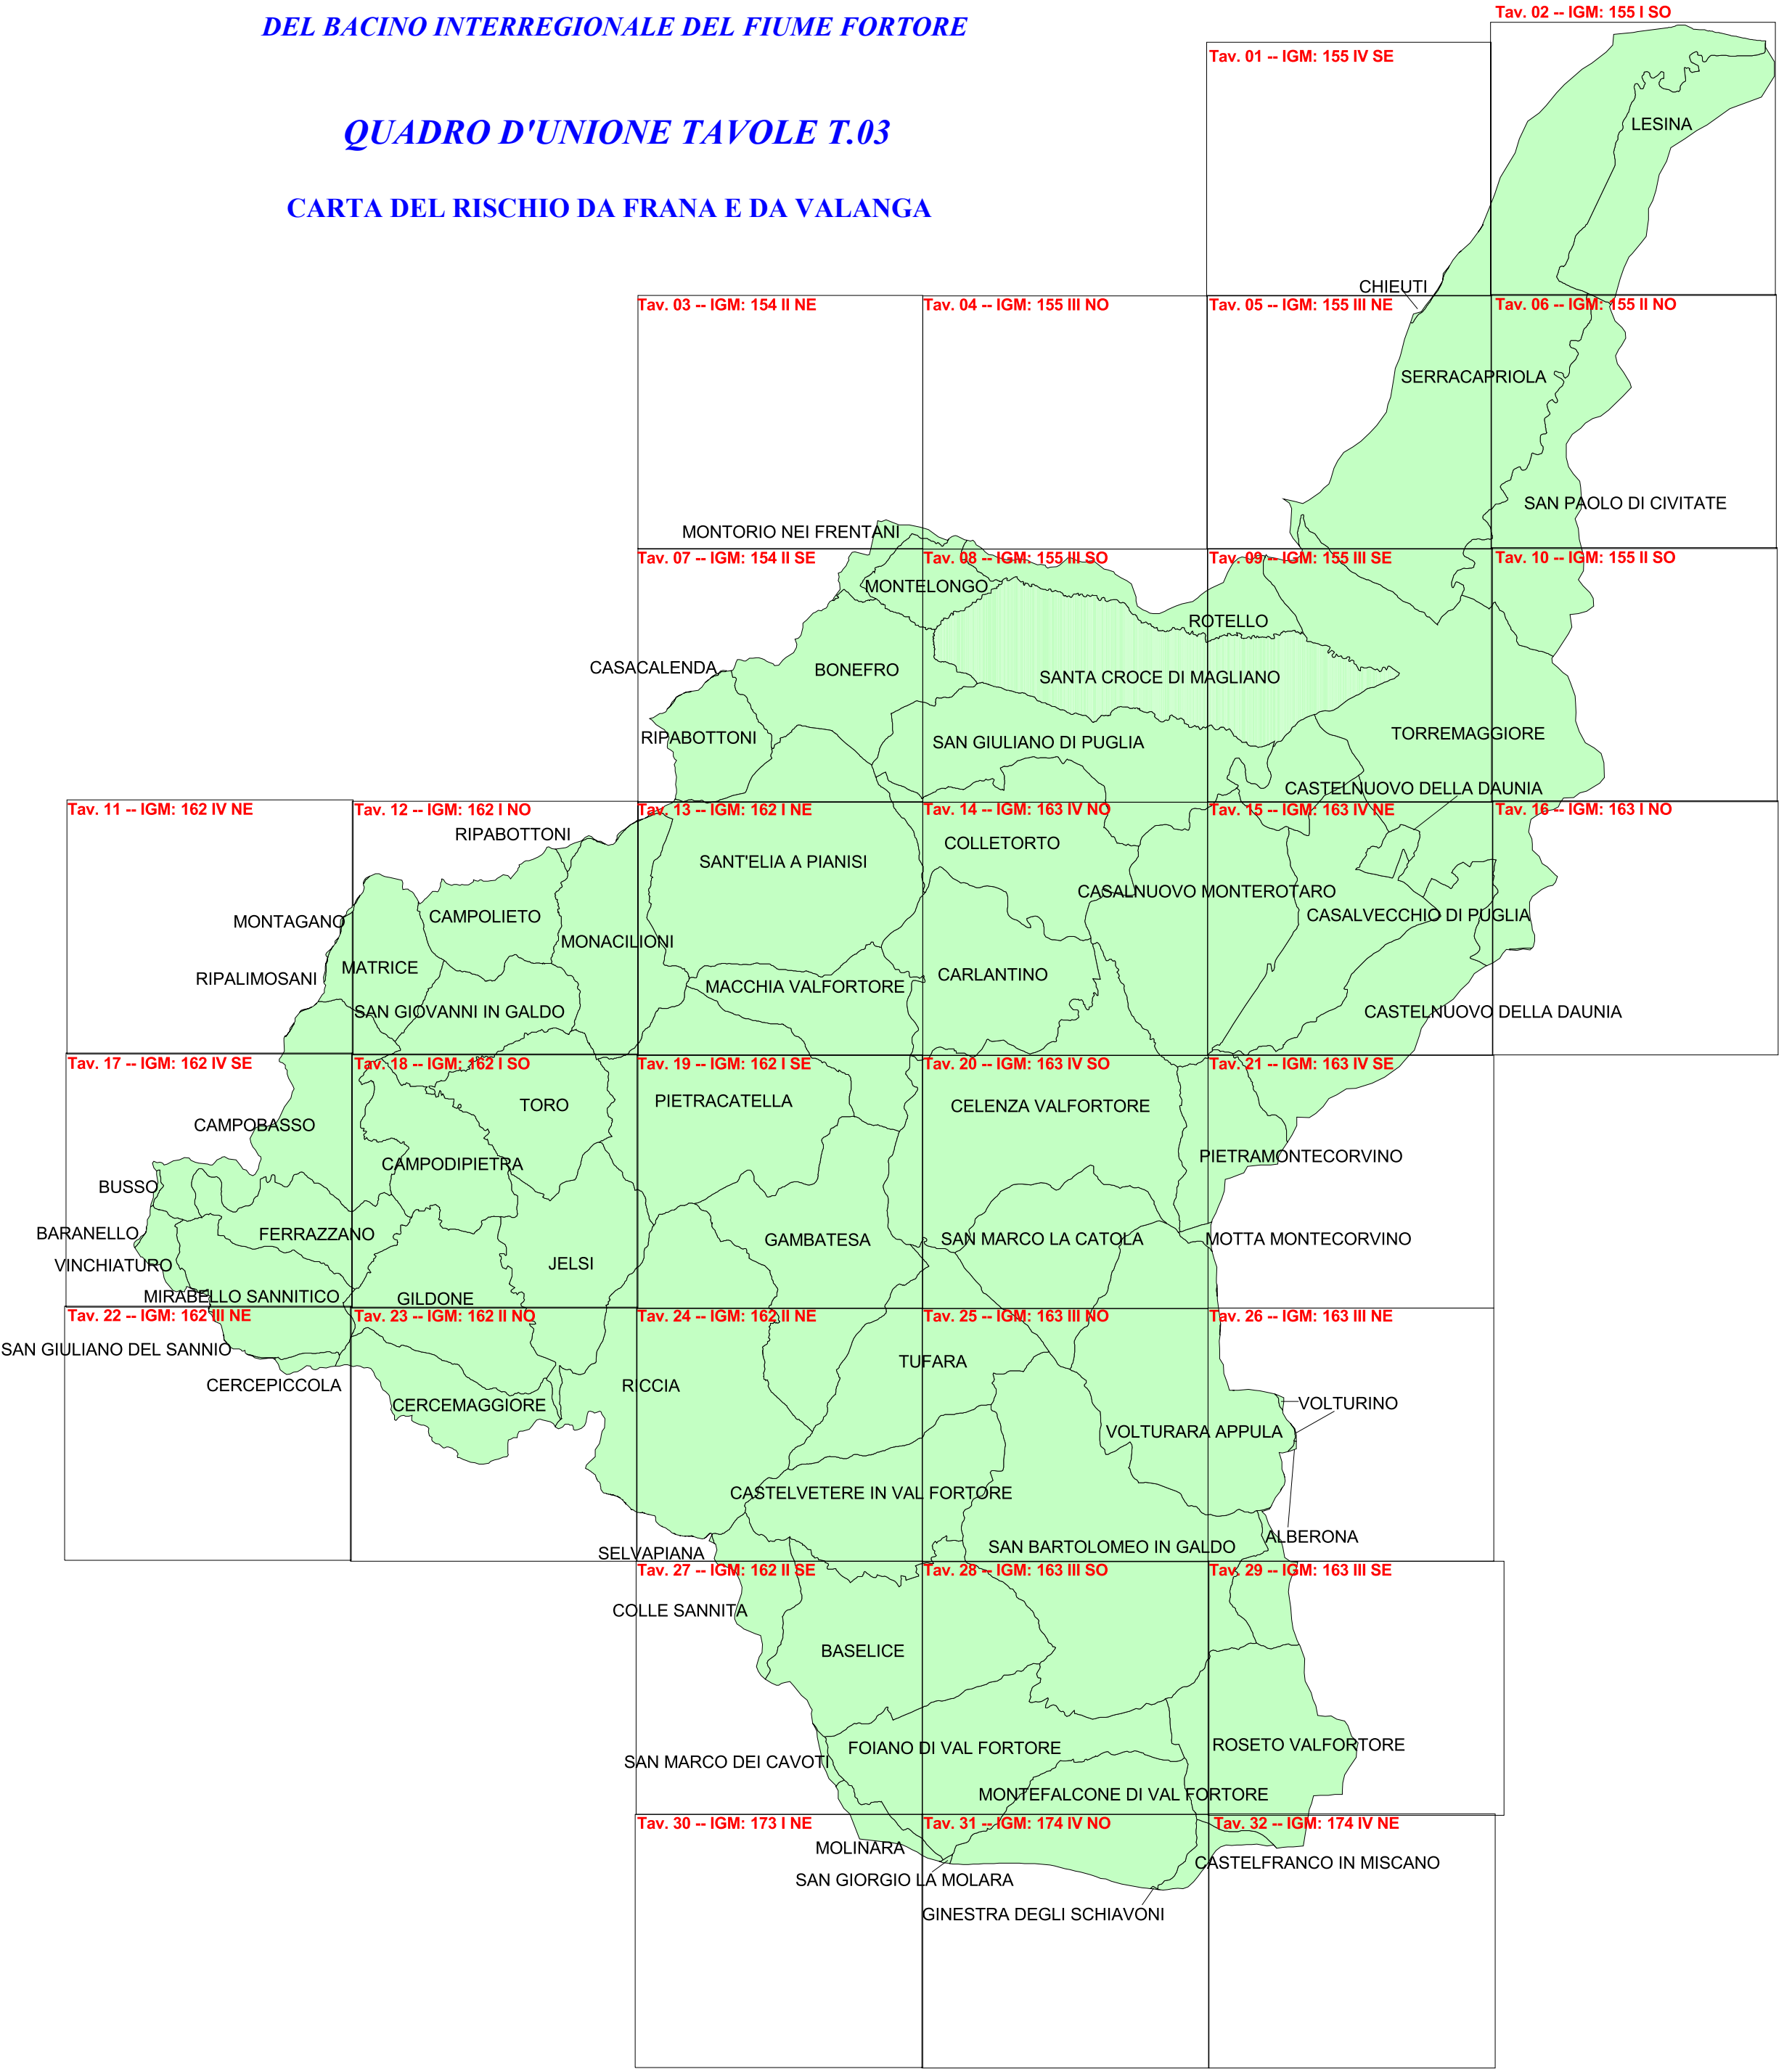 Tav. 02 -- IGM: 155 I SO
DEL BACINO INTERREGIONALE DEL FIUME FORTORE
Tav. 01 -- IGM: 155 IV SE
LESINA
QUADRO D'UNIONE TAVOLE T.03
CARTA DEL RISCHIO DA FRANA E DA VALANGA
CHIEUTI
Tav. 03 -- IGM: 154 II NE
Tav. 04 -- IGM: 155 III NO
Tav. 05 -- IGM: 155 III NE
Tav. 06 -- IGM: 155 II NO
SERRACAPRIOLA
SAN PAOLO DI CIVITATE
MONTORIO NEI FRENTANI
Tav. 07 -- IGM: 154 II SE
Tav. 08 -- IGM: 155 III SO
Tav. 09 -- IGM: 155 III SE
Tav. 10 -- IGM: 155 II SO
MONTELONGO
ROTELLO
CASACALENDA
BONEFRO
SANTA CROCE DI MAGLIANO
RIPABOTTONI
SAN GIULIANO DI PUGLIA
TORREMAGGIORE
CASTELNUOVO DELLA DAUNIA
Tav. 11 -- IGM: 162 IV NE
Tav. 12 -- IGM: 162 I NO
Tav. 13 -- IGM: 162 I NE
Tav. 14 -- IGM: 163 IV NO
Tav. 15 -- IGM: 163 IV NE
Tav. 16 -- IGM: 163 I NO
RIPABOTTONI
COLLETORTO
SANT'ELIA A PIANISI
CASALNUOVO MONTEROTARO
MONTAGANO
CAMPOLIETO
CASALVECCHIO DI PUGLIA
MONACILIONI
RIPALIMOSANI
MATRICE
CARLANTINO
MACCHIA VALFORTORE
SAN GIOVANNI IN GALDO
CASTELNUOVO DELLA DAUNIA
Tav. 17 -- IGM: 162 IV SE
Tav. 18 -- IGM: 162 I SO
Tav. 19 -- IGM: 162 I SE
Tav. 20 -- IGM: 163 IV SO
Tav. 21 -- IGM: 163 IV SE
TORO
PIETRACATELLA
CELENZA VALFORTORE
CAMPOBASSO
CAMPODIPIETRA
PIETRAMONTECORVINO
BUSSO
BARANELLO
FERRAZZANO
GAMBATESA
SAN MARCO LA CATOLA
MOTTA MONTECORVINO
VINCHIATURO
JELSI
MIRABELLO SANNITICO
GILDONE
Tav. 22 -- IGM: 162 III NE
Tav. 23 -- IGM: 162 II NO
Tav. 24 -- IGM: 162 II NE
Tav. 25 -- IGM: 163 III NO
Tav. 26 -- IGM: 163 III NE
SAN GIULIANO DEL SANNIO
TUFARA
CERCEPICCOLA
RICCIA
CERCEMAGGIORE
VOLTURINO
VOLTURARA APPULA
CASTELVETERE IN VAL FORTORE
ALBERONA
SELVAPIANA
SAN BARTOLOMEO IN GALDO
Tav. 27 -- IGM: 162 II SE
Tav. 28 -- IGM: 163 III SO
Tav. 29 -- IGM: 163 III SE
COLLE SANNITA
BASELICE
SAN MARCO DEI CAVOTI
FOIANO DI VAL FORTORE
ROSETO VALFORTORE
MONTEFALCONE DI VAL FORTORE
Tav. 30 -- IGM: 173 I NE
Tav. 31 -- IGM: 174 IV NO
Tav. 32 -- IGM: 174 IV NE
MOLINARA
CASTELFRANCO IN MISCANO
SAN GIORGIO LA MOLARA
GINESTRA DEGLI SCHIAVONI